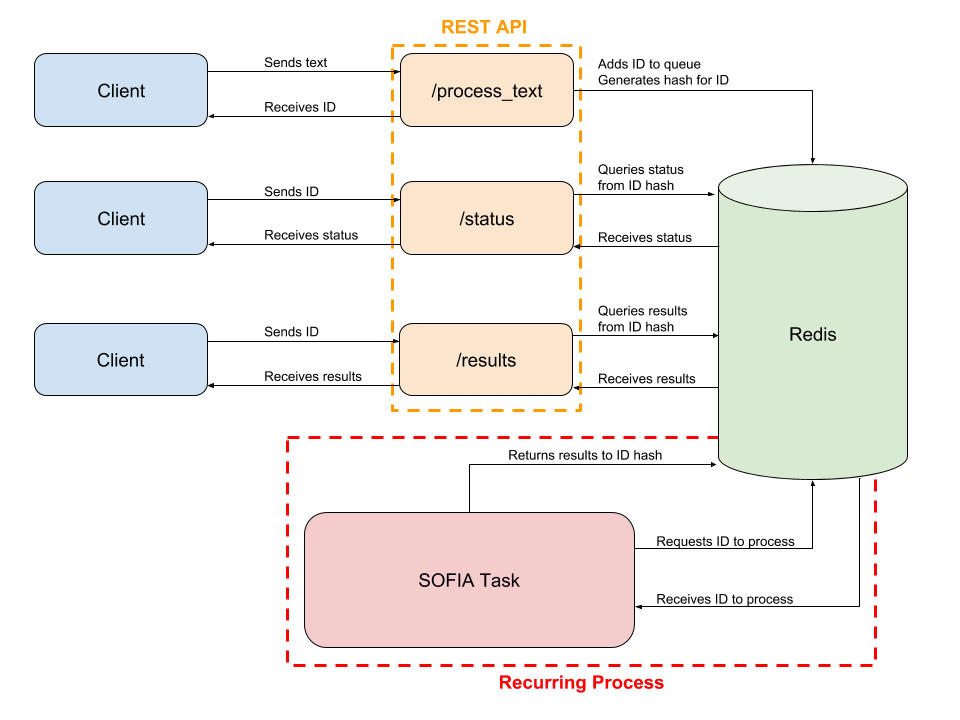 REST API
Client
Sends text
Receives ID
/process_text
Adds ID to queue
Generates hash for ID
Client
Sends ID
Receives status
/status
Queries status
from ID hash
Receives status
Client
Sends ID
Receives results
/results
Queries results
from ID hash
Receives results
Redis
Returns results to ID hash
SOFIA Task
Requests ID to process
Receives ID to process
Recurring Process